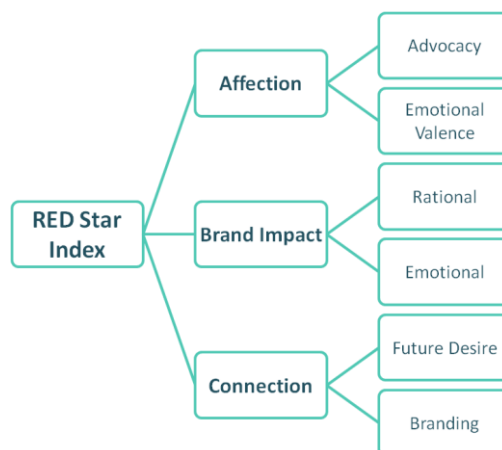 RED Star
Index
Affection
Advocacy
Emotional
Valence
Brand Impact
Rational
Emotional
Connection
Future Desire
Branding